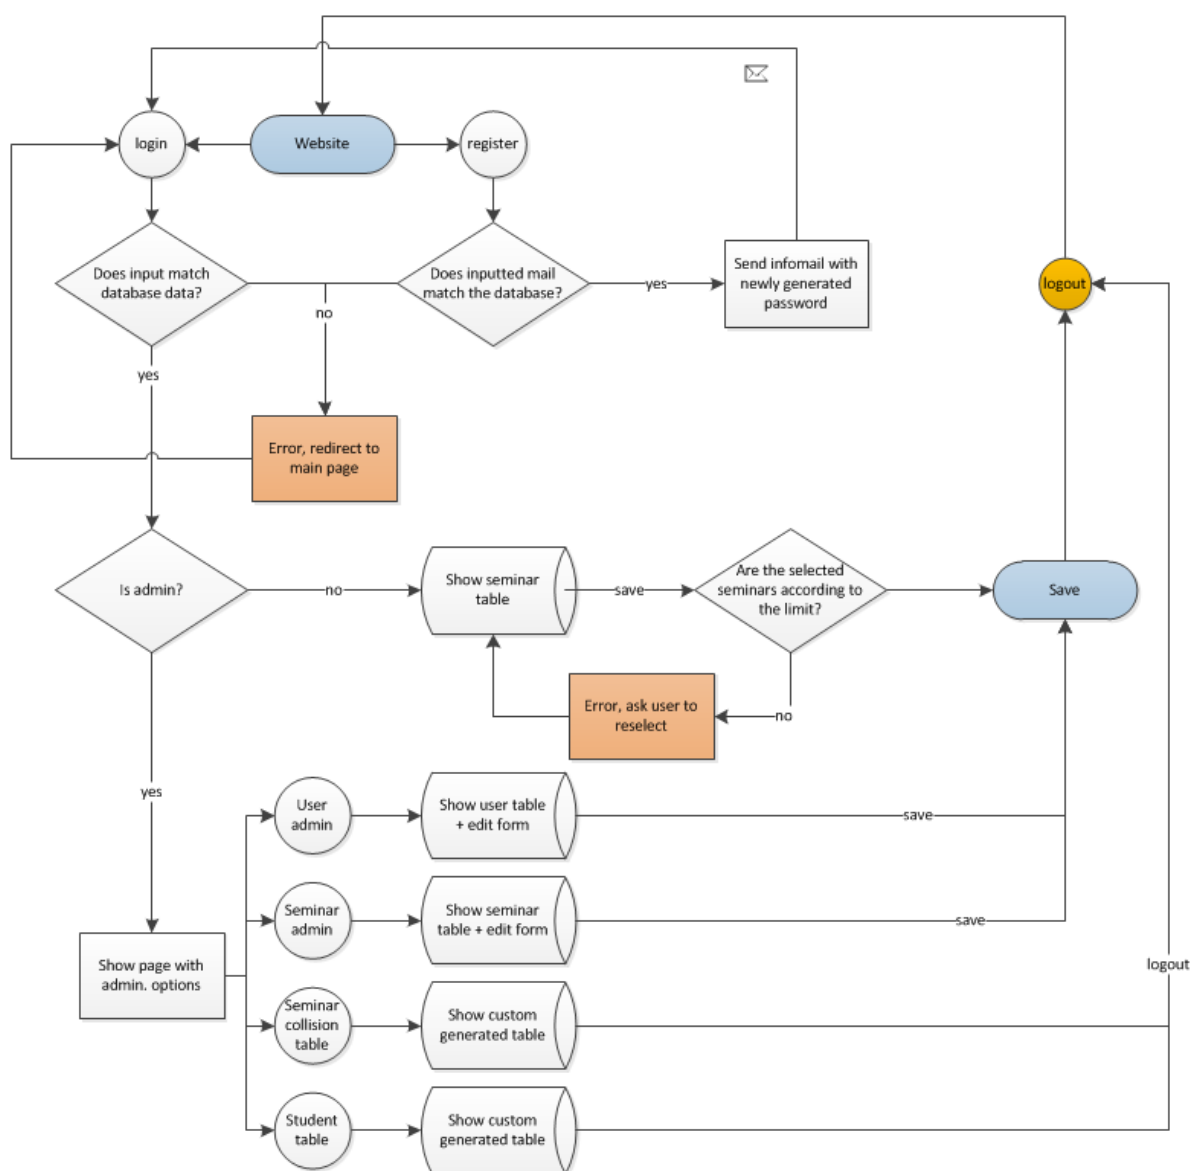 login
Website
register
Does input match
database data?
no
Does inputted mail
match the database?
yes
Send infomail with
newly generated
password
logout
yes
Error, redirect to
main page
Is admin?
no
Show seminar
table
save
Are the selected
seminars according to
the limit?
Save
Error, ask user to
reselect
no
yes
User
admin
Show user table
+ edit form
save
Seminar
admin
Show seminar
table + edit form
save
Show page with
admin. options
logout
Seminar
collision
table
Show custom
generated table
Student
table
Show custom
generated table